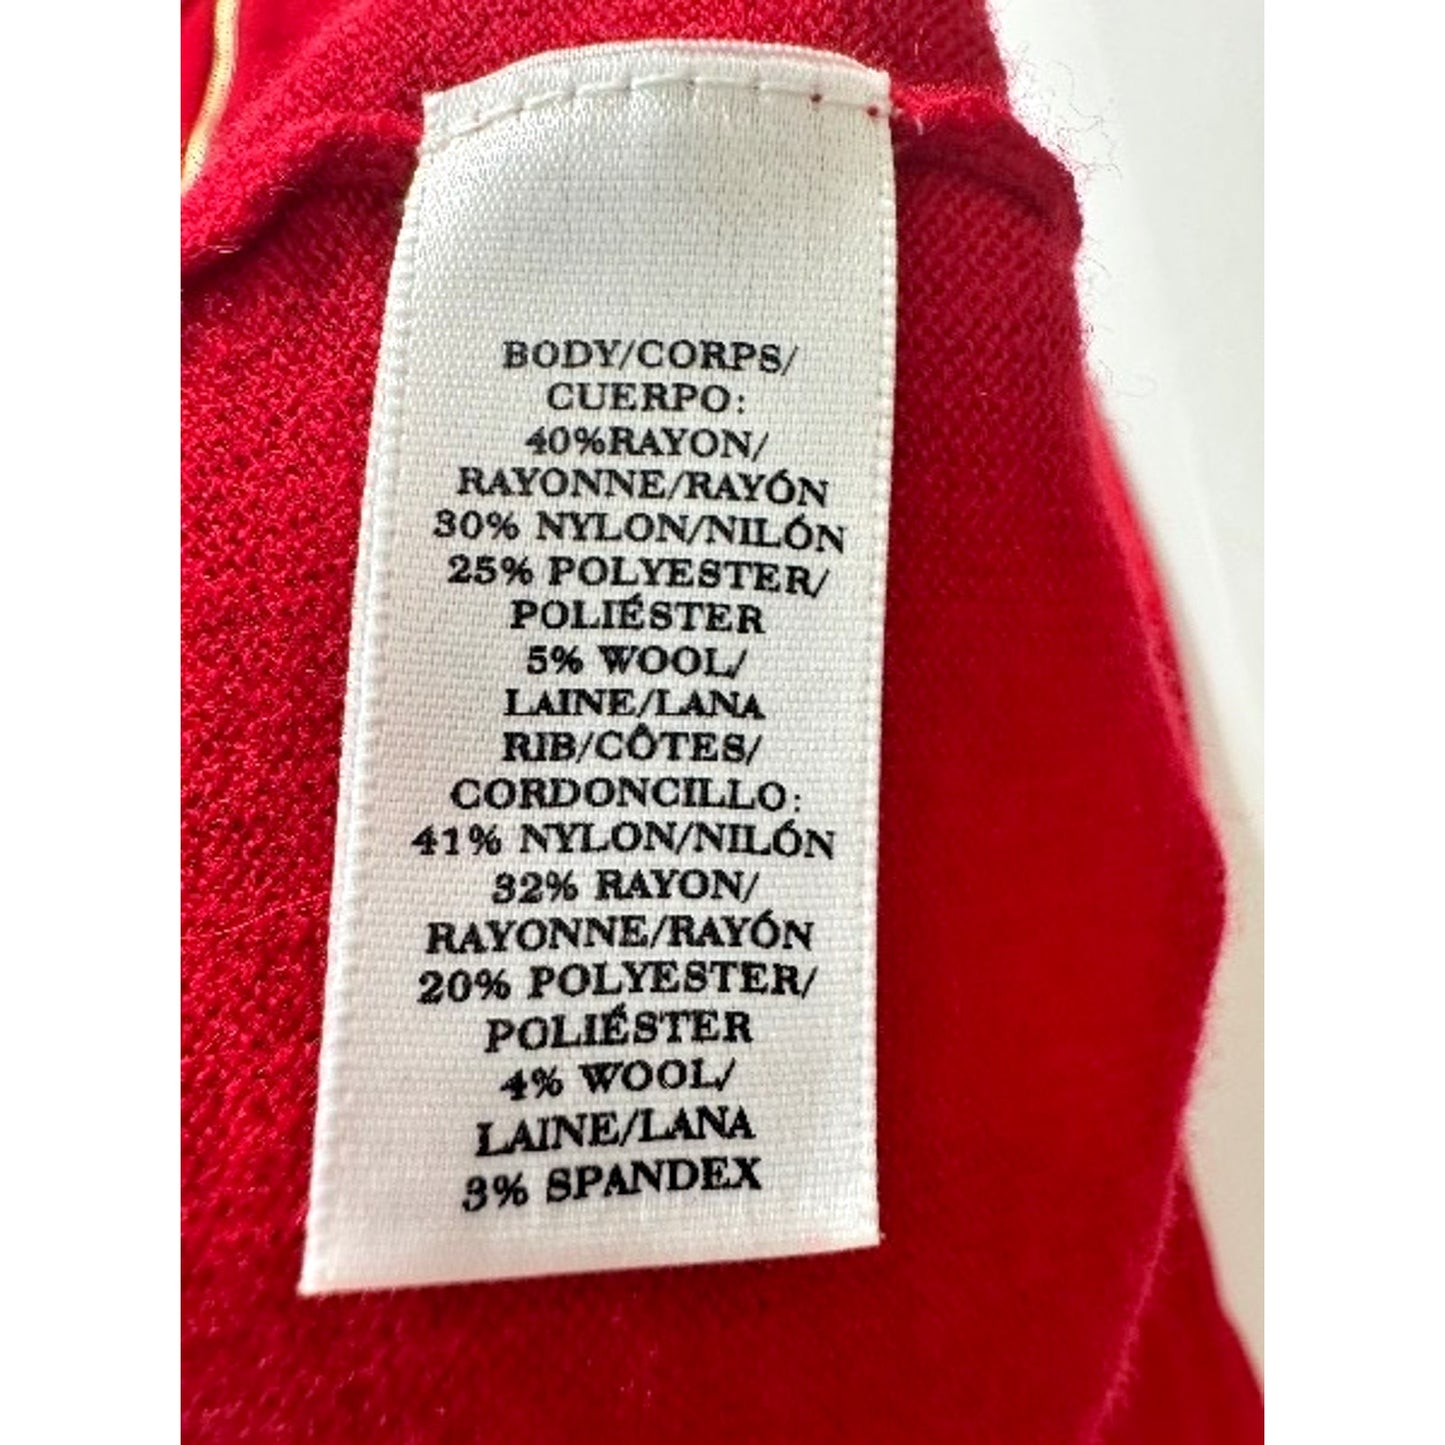 BODY/CORPS/
CUERPO:
40%RAYON/
RAYONNE/RAYÓN
30% NYLON/NILÓN
25% POLYESTER/
POLIÉSTER
5% WOOL/
LAINE/LANA
RIB/CÔTES/
CORDONCILLO:
41% NYLON/NILÓN
32% RAYON/
RAYONNE/RAYÓN
20% POLYESTER/
POLIÉSTER
4% WOOL/
LAINE/LANA
3% SPANDEX